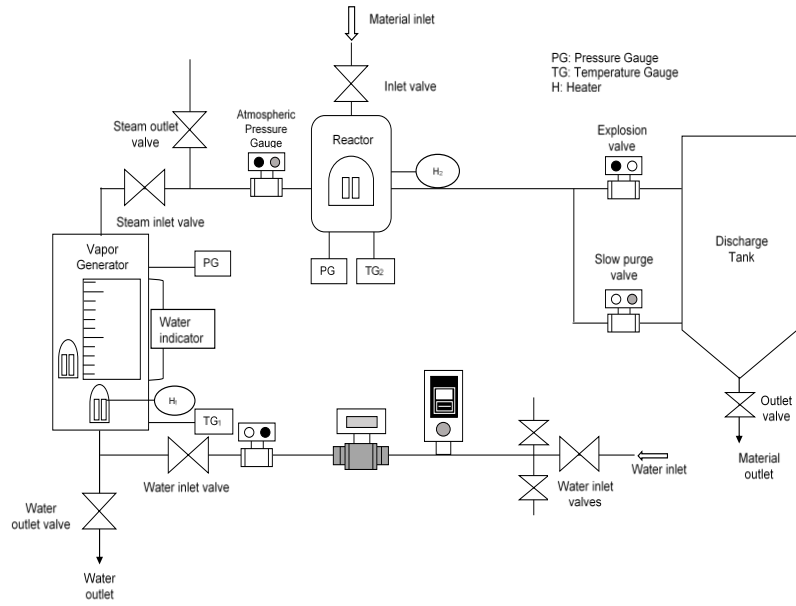 Material inlet
Inlet valve
PG: Pressure Gauge
TG: Temperature Gauge
H: Heater
Steam outlet
valve
Atmospheric
Pressure
Gauge
Reactor
H₂
Explosion
valve
Steam inlet valve
Vapor
Generator
PG
PG
TG₂
Slow purge
valve
Discharge
Tank
Water
indicator
H₁
TG₁
Outlet
valve
Water inlet valve
Water inlet
Water inlet
valves
Material
outlet
Water
outlet valve
Water
outlet